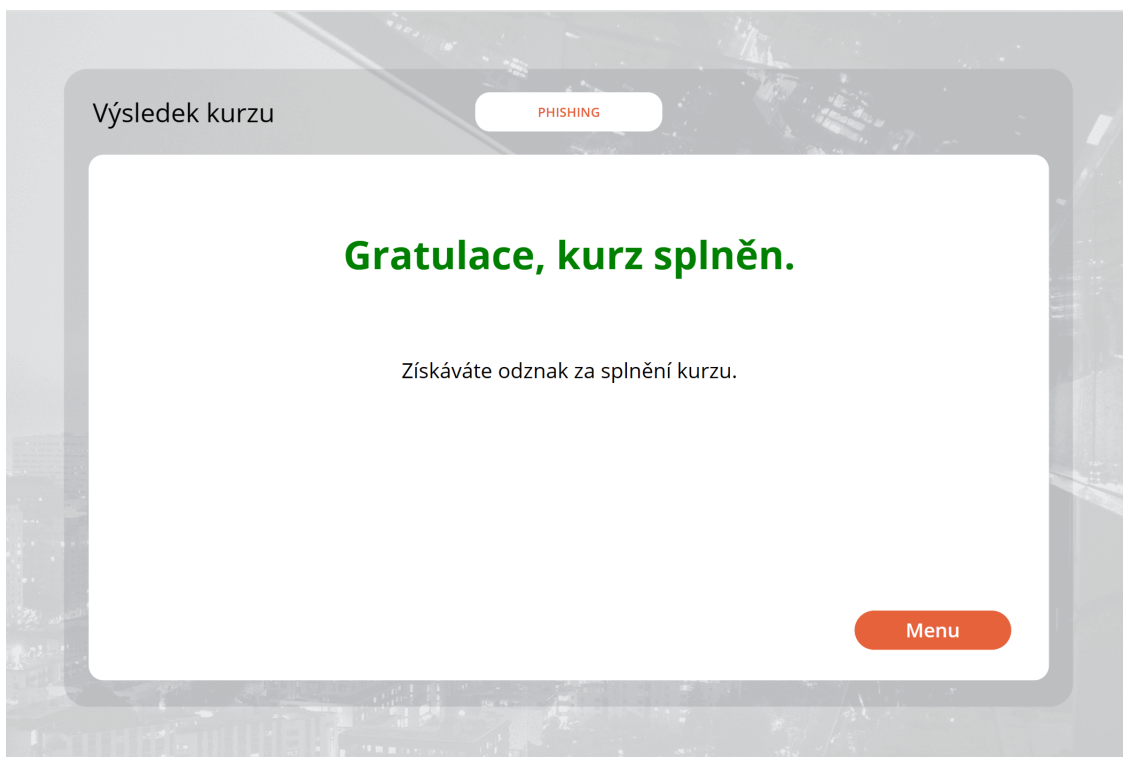 Výsledek kurzu
PHISHING
Gratulace, kurz splněn.
Získáváte odznak za splnění kurzu.
Menu